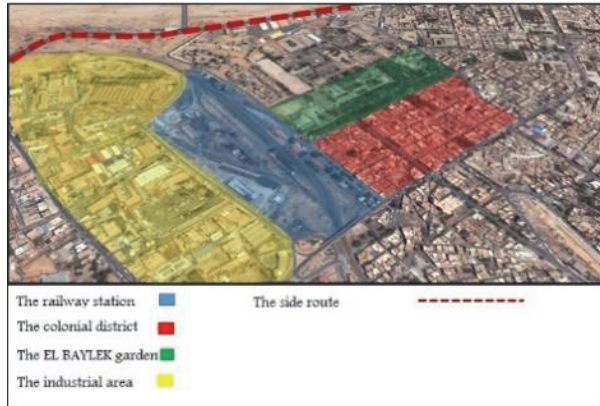 The railway station
The side route
The colonial district
The EL BAYLEK garden
The industrial area